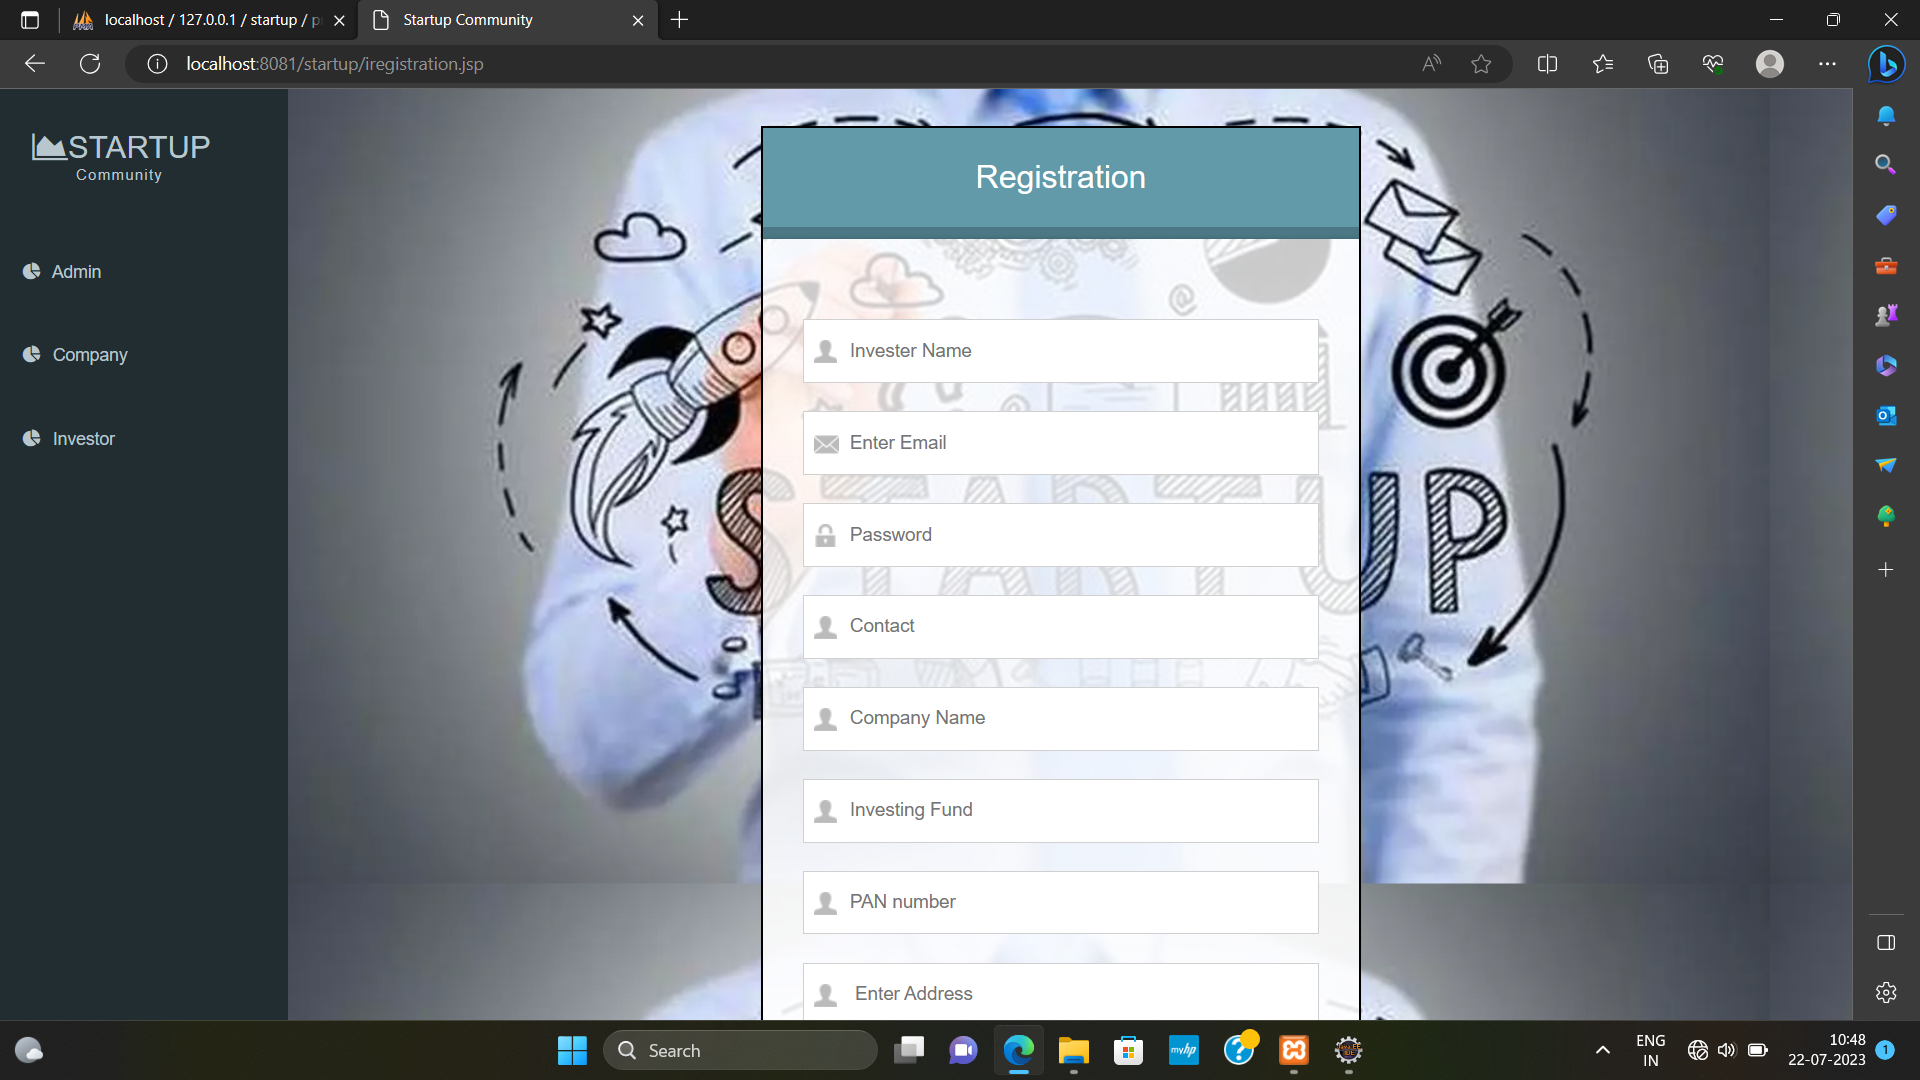 localhost / 127.0.0.1 / startup / p
Startup Community
localhost:8081/startup/iregistration.jsp
STARTUP
Community
Admin
Company
Investor
Registration
Invester Name
Enter Email
Password
Contact
Company Name
Investing Fund
PAN number
Enter Address
STARTUP
Search
ENG
IN
10:48
22-07-2023
1